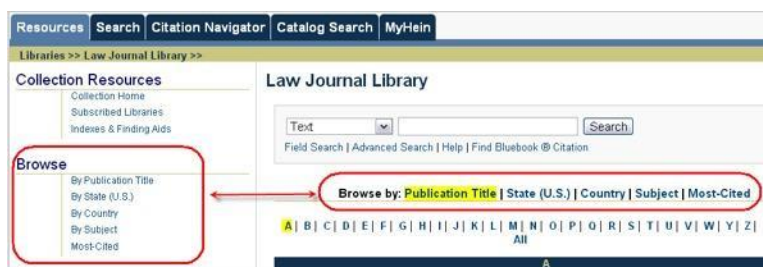 Resources Search Citation Navigator Catalog Search MyHein
Libraries >> Law Journal Library >>
Collection Resources
Collection Home
Subscribed Libraries
Indexes & Finding Aids
Browse
By Publication Title
By State (U.S.)
By Country
By Subject
Most-Cited
Law Journal Library
Text Search
Field Search | Advanced Search | Help | Find Bluebook ® Citation
Browse by: Publication Title | State (U.S.) | Country | Subject | Most-Cited
A| B| C| D| E| F| G| H| I| J| K| L| M| N| O| P| Q| R| S| T| U| V| W| Y| Z|
All
A